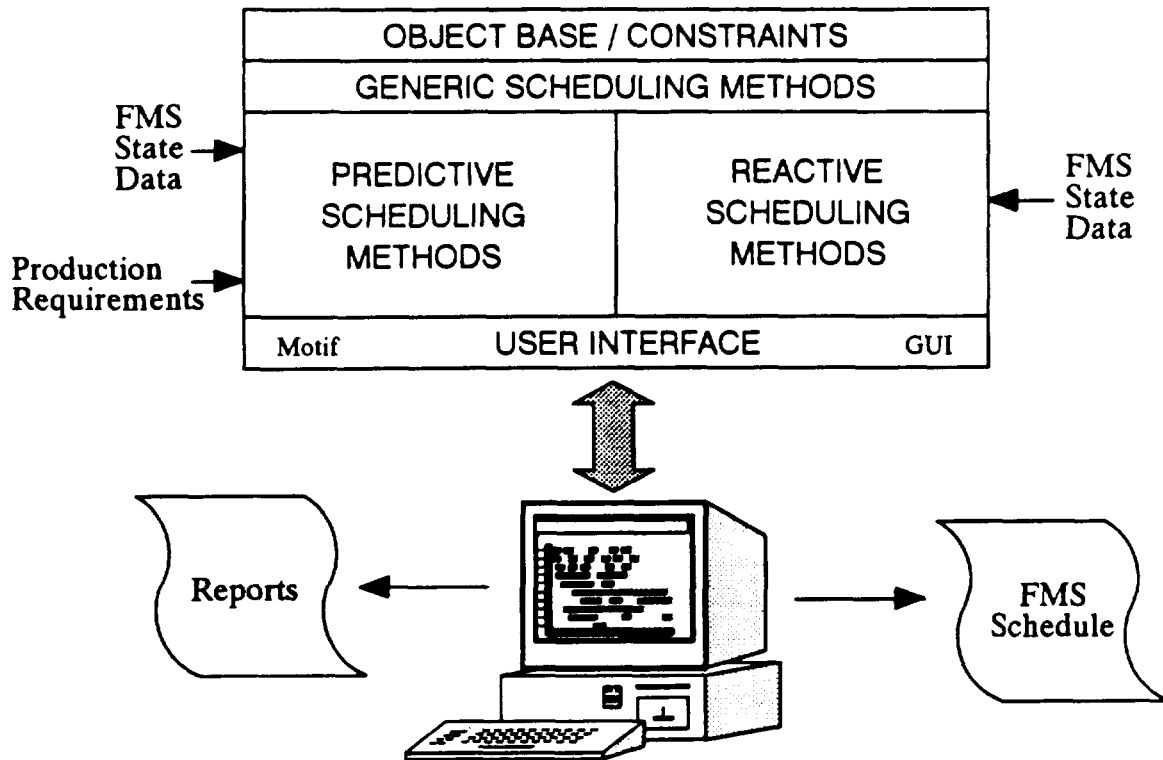 OBJECT BASE / CONSTRAINTS
GENERIC SCHEDULING METHODS
FMS
State
Data
Production
Requirements
PREDICTIVE
SCHEDULING
METHODS
REACTIVE
SCHEDULING
METHODS
FMS
State
Data
Motif
USER INTERFACE
GUI
Reports
FMS
Schedule